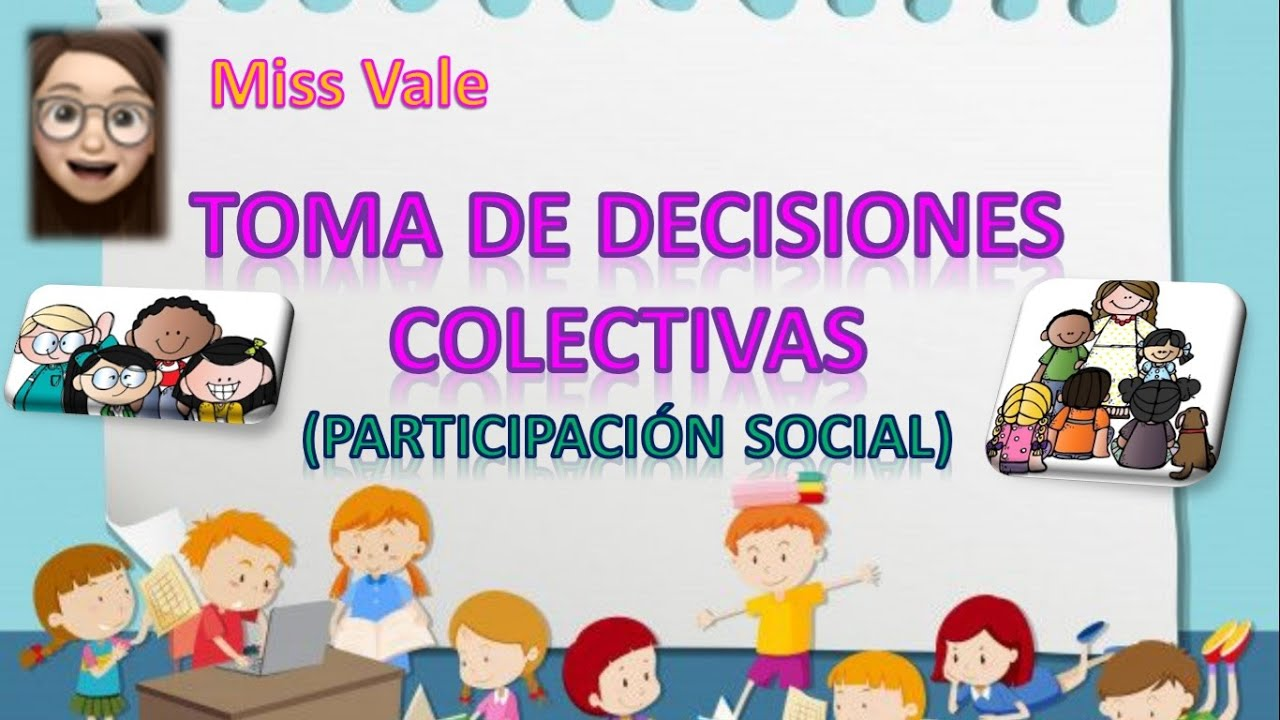 Miss Vale
TOMA DE DECISIONES
COLECTIVAS
(PARTICIPACIÓN SOCIAL)